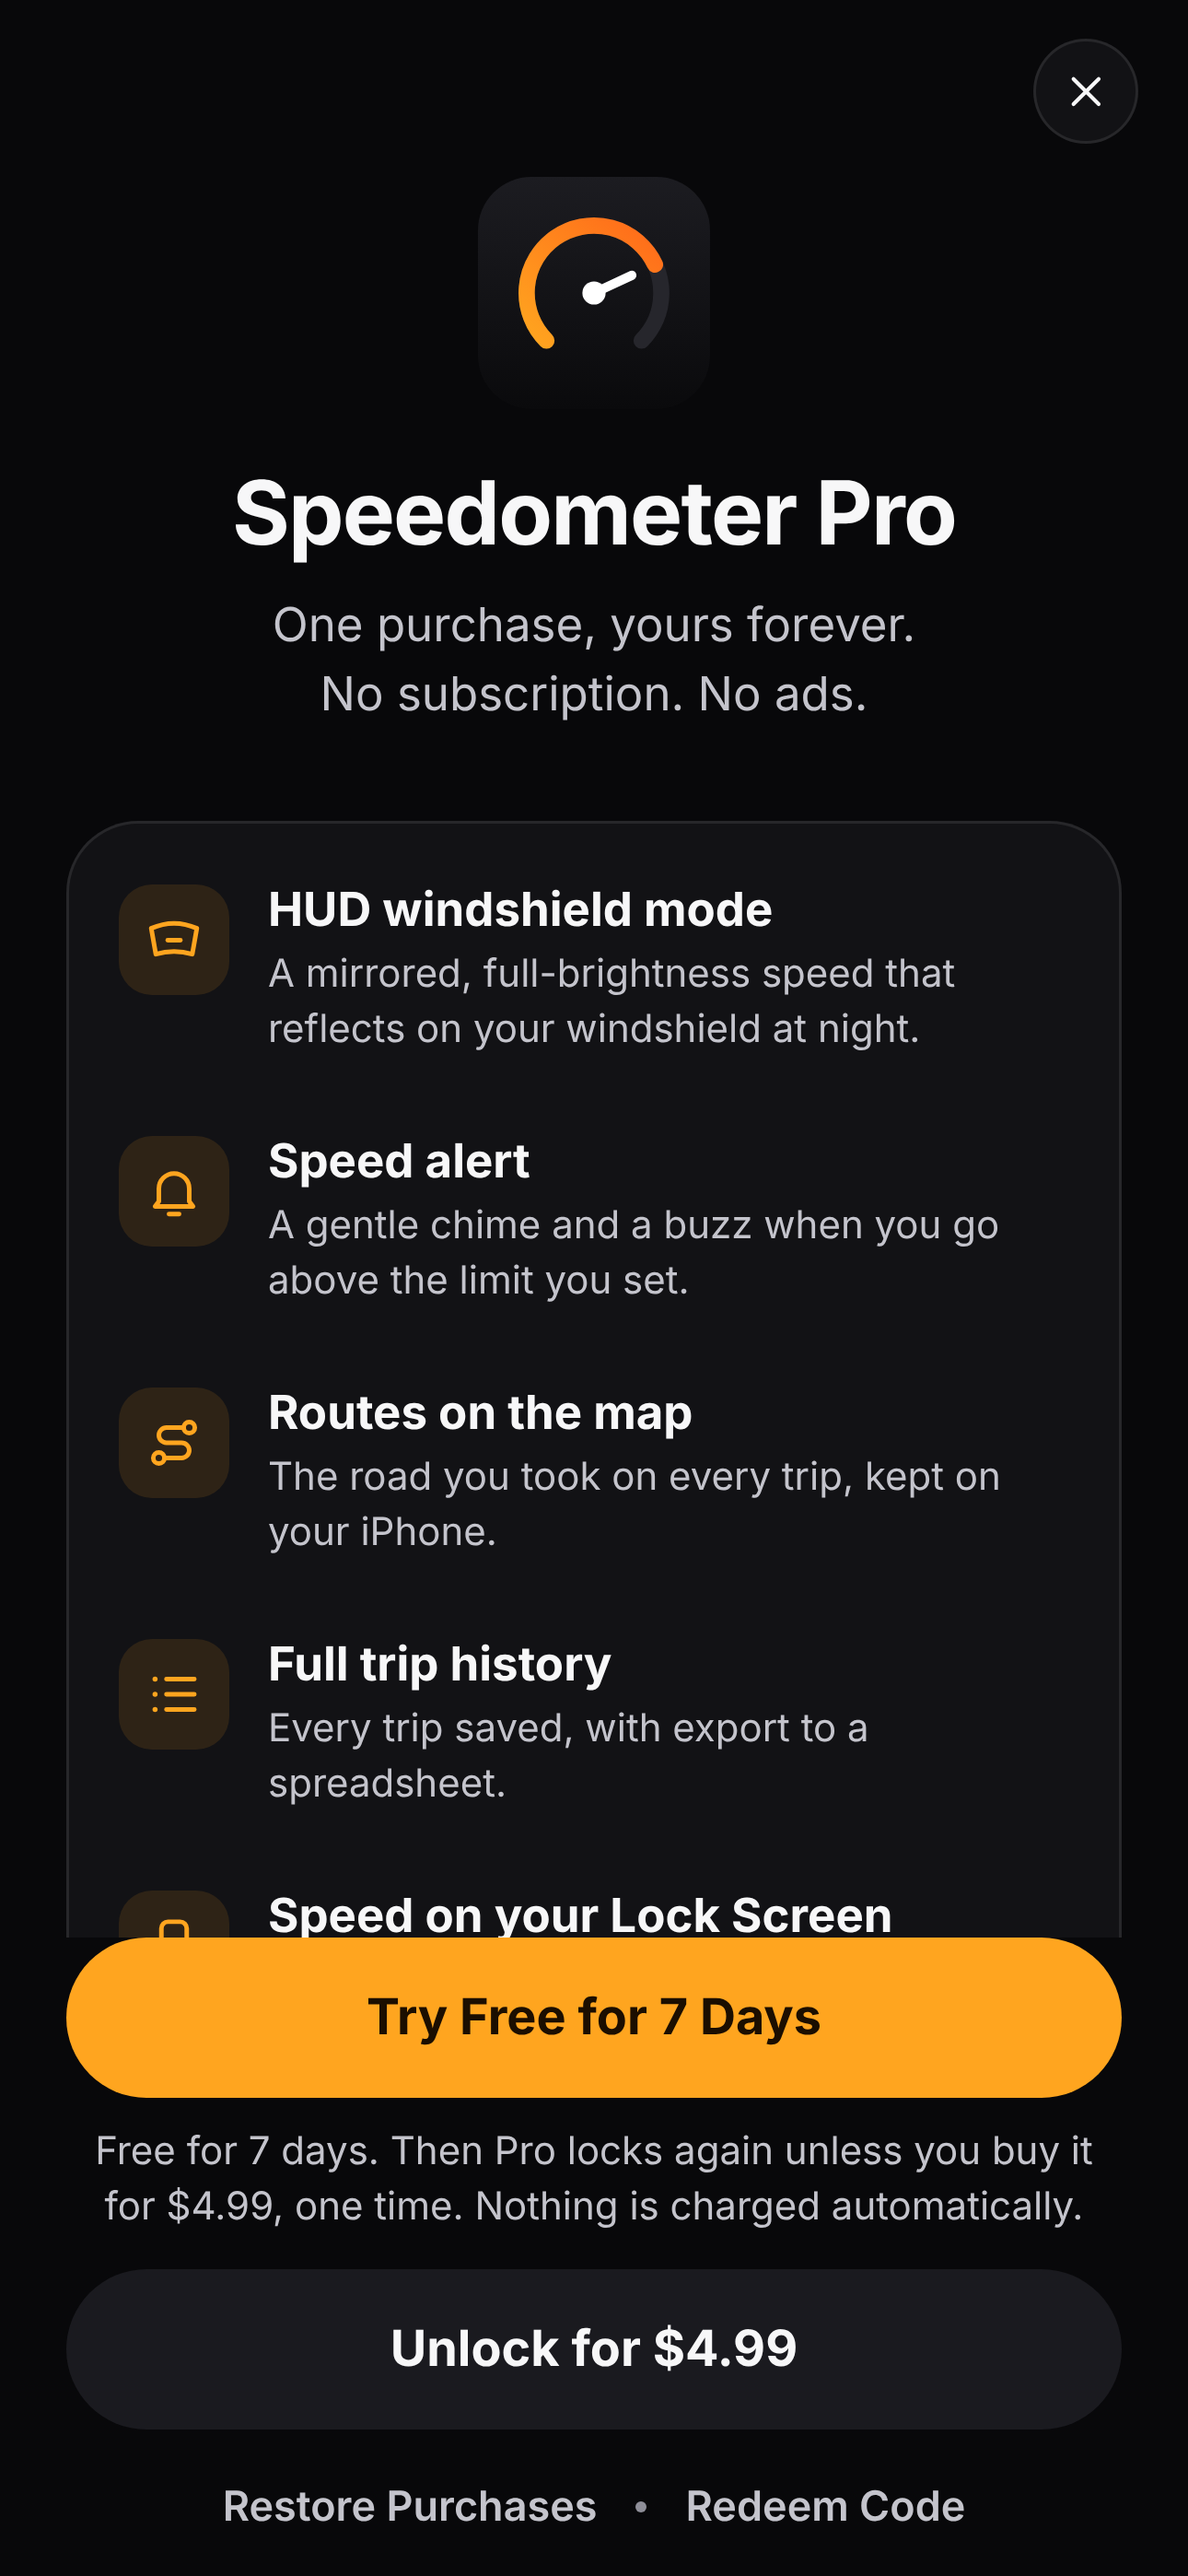 Speedometer Pro
One purchase, yours forever.
No subscription. No ads.
HUD windshield mode
A mirrored, full-brightness speed that
reflects on your windshield at night.
Speed alert
A gentle chime and a buzz when you go
above the limit you set.
Routes on the map
The road you took on every trip, kept on
your iPhone.
Full trip history
Every trip saved, with export to a
spreadsheet.
Speed on your Lock Screen
Try Free for 7 Days
Free for 7 days. Then Pro locks again unless you buy it
for $4.99, one time. Nothing is charged automatically.
Unlock for $4.99
Restore Purchases • Redeem Code